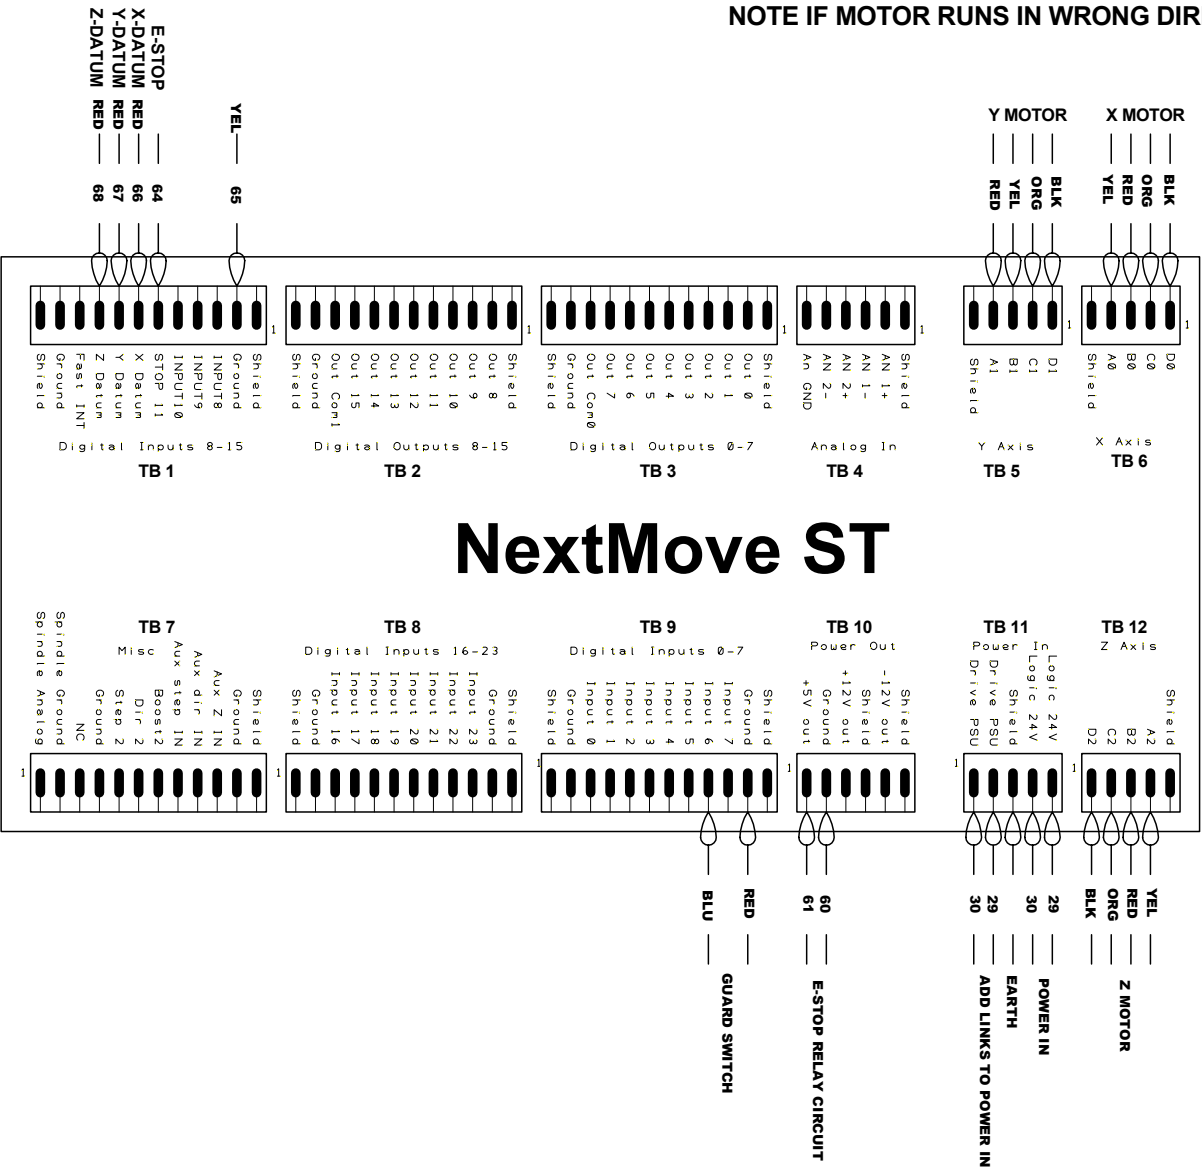 NOTE IF MOTOR RUNS IN WRONG DIR
Z-DATUM RED 68
Y-DATUM RED 67
X-DATUM RED 66
E-STOP 64
YEL 65
Y MOTOR
RED
YEL
ORG
BLK
X MOTOR
YEL
RED
ORG
BLK
1
Shield
Ground
Fast INT
Z Datum
Y Datum
X Datum
STOP 11
INPUT10
INPUT9
INPUT8
Ground
Shield
Digital Inputs 8-15
TB 1
1
Shield
Ground
Out Com1
Out 15
Out 14
Out 13
Out 12
Out 11
Out 10
Out 9
Out 8
Shield
Digital Outputs 8-15
TB 2
1
Shield
Ground
Out Com0
Out 7
Out 6
Out 5
Out 4
Out 3
Out 2
Out 1
Out 0
Shield
Digital Outputs 0-7
TB 3
1
An GND
AN 2-
AN 2+
AN 1-
AN 1+
Shield
Analog In
TB 4
1
Shield
A1
B1
C1
D1
Y Axis
TB 5
1
Shield
A0
B0
C0
D0
X Axis
TB 6
NextMove ST
TB 7
Misc
Spindle Analog
Spindle Ground
NC
Ground
Step 2
Dir 2
Boost2
Aux step IN
Aux dir IN
Aux Z IN
Ground
Shield
1
TB 8
Digital Inputs 16-23
Shield
Ground
Input 16
Input 17
Input 18
Input 19
Input 20
Input 21
Input 22
Input 23
Ground
Shield
1
TB 9
Digital Inputs 0-7
Shield
Ground
Input 0
Input 1
Input 2
Input 3
Input 4
Input 5
Input 6
Input 7
Ground
Shield
1
TB 10
Power Out
+5V out
Ground
+12V out
Shield
-12V out
Shield
1
TB 11
Power In
Drive PSU
Drive PSU
Shield
Logic 24V
Logic 24V
1
TB 12
Z Axis
D2
C2
B2
A2
Shield
1
BLU
RED
GUARD SWITCH
61
60
E-STOP RELAY CIRCUIT
30
29
ADD LINKS TO POWER IN
EARTH
30
29
POWER IN
BLK
ORG
RED
YEL
Z MOTOR